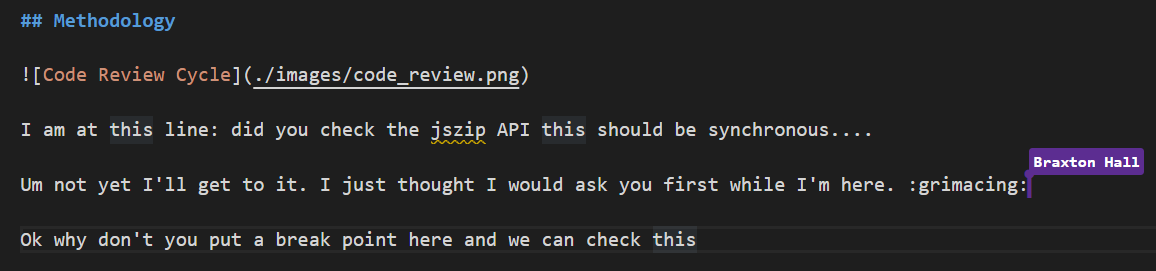 ## Methodology
![Code Review Cycle](./images/code_review.png)
I am at this line: did you check the jszip API this should be synchronous....
Braxton Hall
Um not yet I'll get to it. I just thought I would ask you first while I'm here. :grimacing:
Ok why don't you put a break point here and we can check this